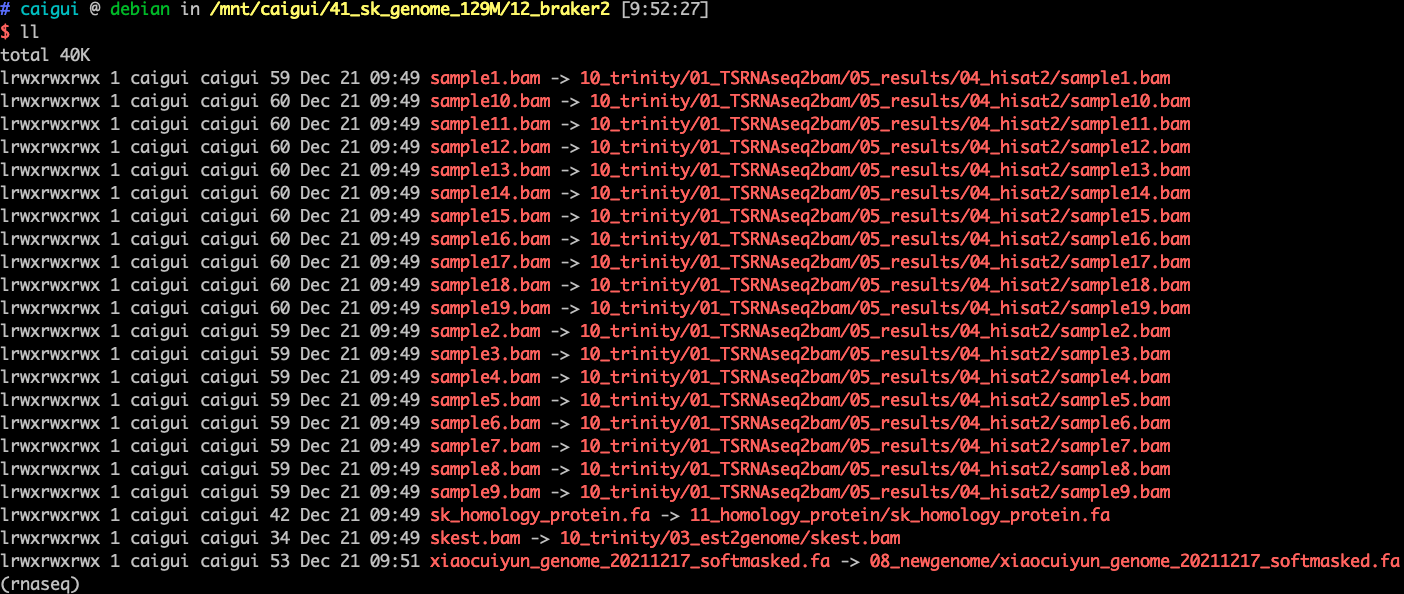 # caigui @ debian in /mnt/caigui/41_sk_genome_129M/12_braker2 [9:52:27]
$ ll
total 40K
lrwxrwxrwx 1 caigui caigui 59 Dec 21 09:49 sample1.bam -> 10_trinity/01_TSRNAseq2bam/05_results/04_hisat2/sample1.bam
lrwxrwxrwx 1 caigui caigui 60 Dec 21 09:49 sample10.bam -> 10_trinity/01_TSRNAseq2bam/05_results/04_hisat2/sample10.bam
lrwxrwxrwx 1 caigui caigui 60 Dec 21 09:49 sample11.bam -> 10_trinity/01_TSRNAseq2bam/05_results/04_hisat2/sample11.bam
lrwxrwxrwx 1 caigui caigui 60 Dec 21 09:49 sample12.bam -> 10_trinity/01_TSRNAseq2bam/05_results/04_hisat2/sample12.bam
lrwxrwxrwx 1 caigui caigui 60 Dec 21 09:49 sample13.bam -> 10_trinity/01_TSRNAseq2bam/05_results/04_hisat2/sample13.bam
lrwxrwxrwx 1 caigui caigui 60 Dec 21 09:49 sample14.bam -> 10_trinity/01_TSRNAseq2bam/05_results/04_hisat2/sample14.bam
lrwxrwxrwx 1 caigui caigui 60 Dec 21 09:49 sample15.bam -> 10_trinity/01_TSRNAseq2bam/05_results/04_hisat2/sample15.bam
lrwxrwxrwx 1 caigui caigui 60 Dec 21 09:49 sample16.bam -> 10_trinity/01_TSRNAseq2bam/05_results/04_hisat2/sample16.bam
lrwxrwxrwx 1 caigui caigui 60 Dec 21 09:49 sample17.bam -> 10_trinity/01_TSRNAseq2bam/05_results/04_hisat2/sample17.bam
lrwxrwxrwx 1 caigui caigui 60 Dec 21 09:49 sample18.bam -> 10_trinity/01_TSRNAseq2bam/05_results/04_hisat2/sample18.bam
lrwxrwxrwx 1 caigui caigui 60 Dec 21 09:49 sample19.bam -> 10_trinity/01_TSRNAseq2bam/05_results/04_hisat2/sample19.bam
lrwxrwxrwx 1 caigui caigui 59 Dec 21 09:49 sample2.bam -> 10_trinity/01_TSRNAseq2bam/05_results/04_hisat2/sample2.bam
lrwxrwxrwx 1 caigui caigui 59 Dec 21 09:49 sample3.bam -> 10_trinity/01_TSRNAseq2bam/05_results/04_hisat2/sample3.bam
lrwxrwxrwx 1 caigui caigui 59 Dec 21 09:49 sample4.bam -> 10_trinity/01_TSRNAseq2bam/05_results/04_hisat2/sample4.bam
lrwxrwxrwx 1 caigui caigui 59 Dec 21 09:49 sample5.bam -> 10_trinity/01_TSRNAseq2bam/05_results/04_hisat2/sample5.bam
lrwxrwxrwx 1 caigui caigui 59 Dec 21 09:49 sample6.bam -> 10_trinity/01_TSRNAseq2bam/05_results/04_hisat2/sample6.bam
lrwxrwxrwx 1 caigui caigui 59 Dec 21 09:49 sample7.bam -> 10_trinity/01_TSRNAseq2bam/05_results/04_hisat2/sample7.bam
lrwxrwxrwx 1 caigui caigui 59 Dec 21 09:49 sample8.bam -> 10_trinity/01_TSRNAseq2bam/05_results/04_hisat2/sample8.bam
lrwxrwxrwx 1 caigui caigui 59 Dec 21 09:49 sample9.bam -> 10_trinity/01_TSRNAseq2bam/05_results/04_hisat2/sample9.bam
lrwxrwxrwx 1 caigui caigui 42 Dec 21 09:49 sk_homology_protein.fa -> 11_homology_protein/sk_homology_protein.fa
lrwxrwxrwx 1 caigui caigui 34 Dec 21 09:49 skest.bam -> 10_trinity/03_est2genome/skest.bam
lrwxrwxrwx 1 caigui caigui 53 Dec 21 09:51 xiaocuiyun_genome_20211217_softmasked.fa -> 08_newgenome/xiaocuiyun_genome_20211217_softmasked.fa
(rnaseq)